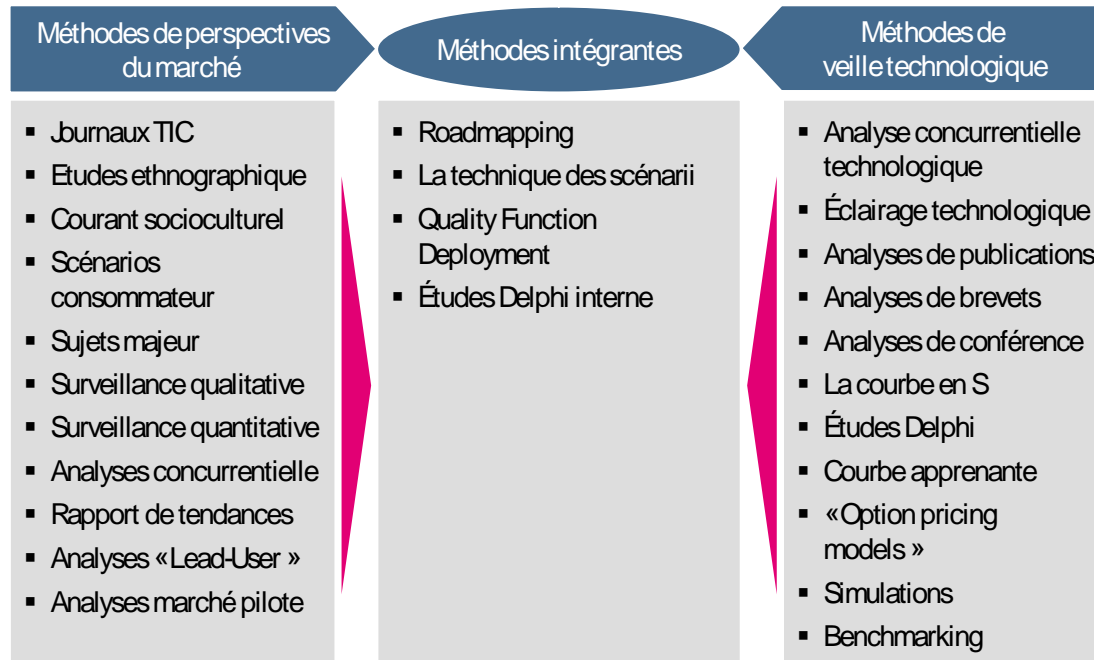 Méthodes de perspectives
du marché
Méthodes intégrantes
Méthodes de
veille technologique
▪ Journaux TIC
▪ Etudes ethnographique
▪ Courant socioculturel
▪ Scénarios
consommateur
▪ Sujets majeur
▪ Surveillance qualitative
▪ Surveillance quantitative
▪ Analyses concurrentielle
▪ Rapport de tendances
▪ Analyses «Lead-User »
▪ Analyses marché pilote
▪ Roadmapping
▪ La technique des scénarii
▪ Quality Function
Deployment
▪ Études Delphi interne
▪ Analyse concurrentielle
technologique
▪ Éclairage technologique
▪ Analyses de publications
▪ Analyses de brevets
▪ Analyses de conférence
▪ La courbe en S
▪ Études Delphi
▪ Courbe apprenante
▪ «Option pricing
models »
▪ Simulations
▪ Benchmarking